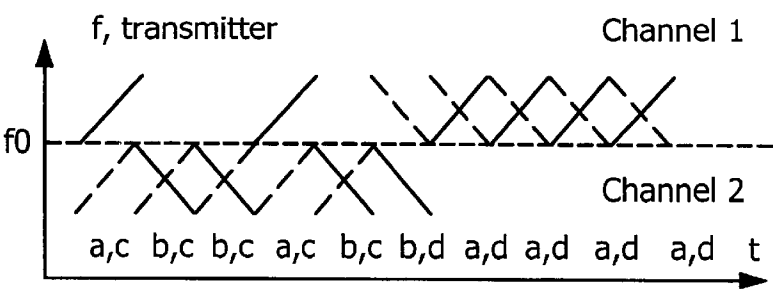 f, transmitter Channel 1
f0
Channel 2
a,c b,c b,c a,c b,c b,d a,d a,d a,d a,d t